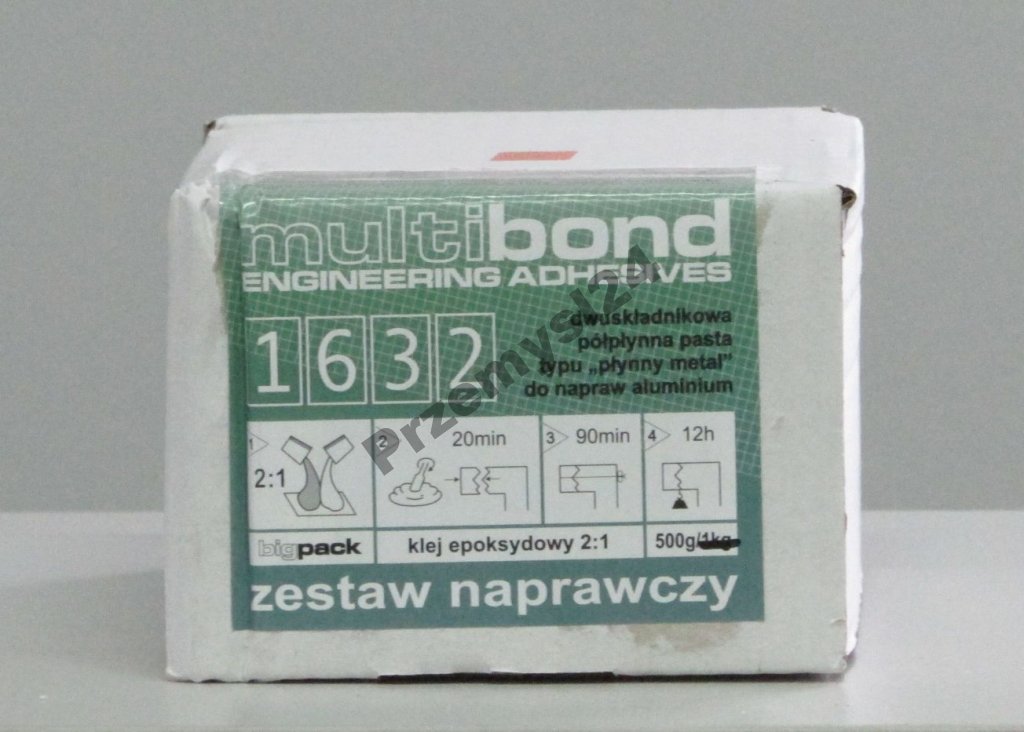 multibond
ENGINEERING ADHESIVES
1632
dwuskładnikowa
półpłynna pasta
typu „płynny metal”
do napraw aluminium
1
2:1
2
20min
3
90min
4
12h
bigpack
klej epoksydowy 2:1
500g/1kg
zestaw naprawczy
Przemysl24